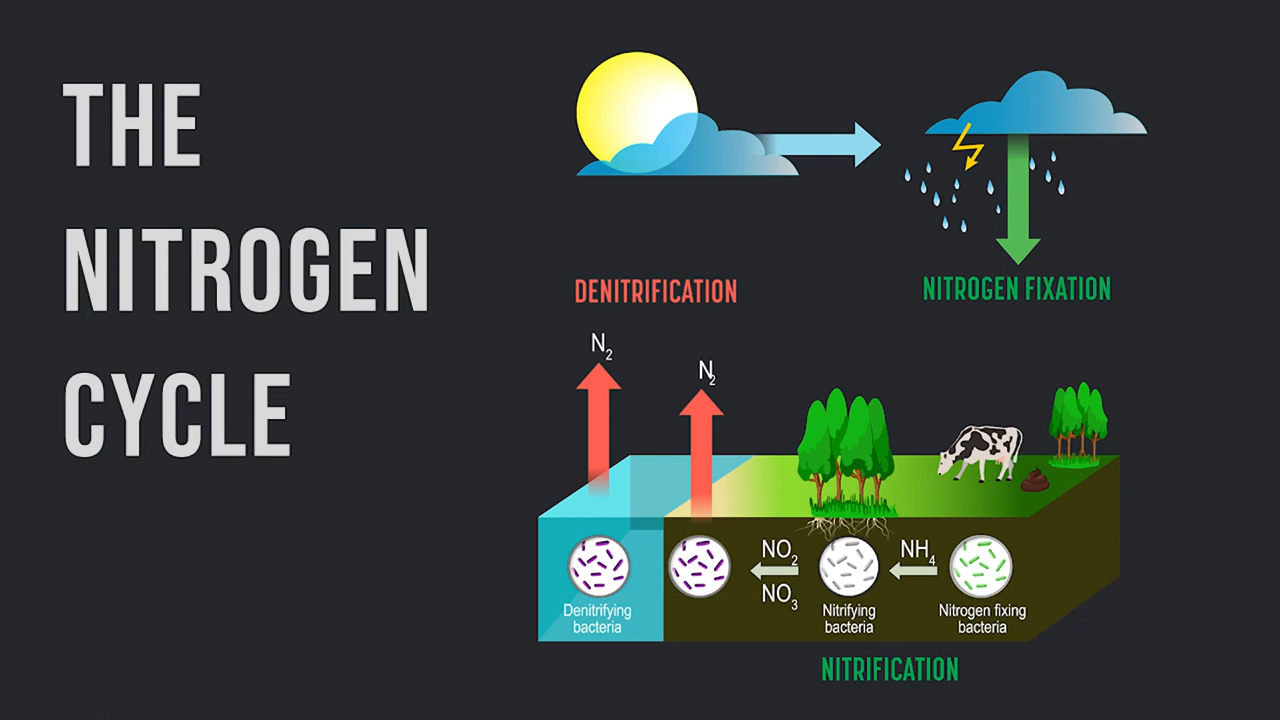 THE
NITROGEN
CYCLE
DENITRIFICATION
NITROGEN FIXATION
N2
N2
NO2
NO3
NH4
Denitrifying
bacteria
Nitrifying
bacteria
Nitrogen fixing
bacteria
NITRIFICATION